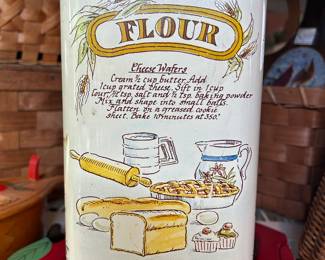 FLOUR
Cheese Wafers
Cream ½ cup butter. Add
1 cup grated cheese. Sift in 1 cup
flour, ½ tsp. salt and ½ tsp. baking powder
Mix and shape into small balls.
Flatten on a greased cookie
sheet. Bake 10 minutes at 350°